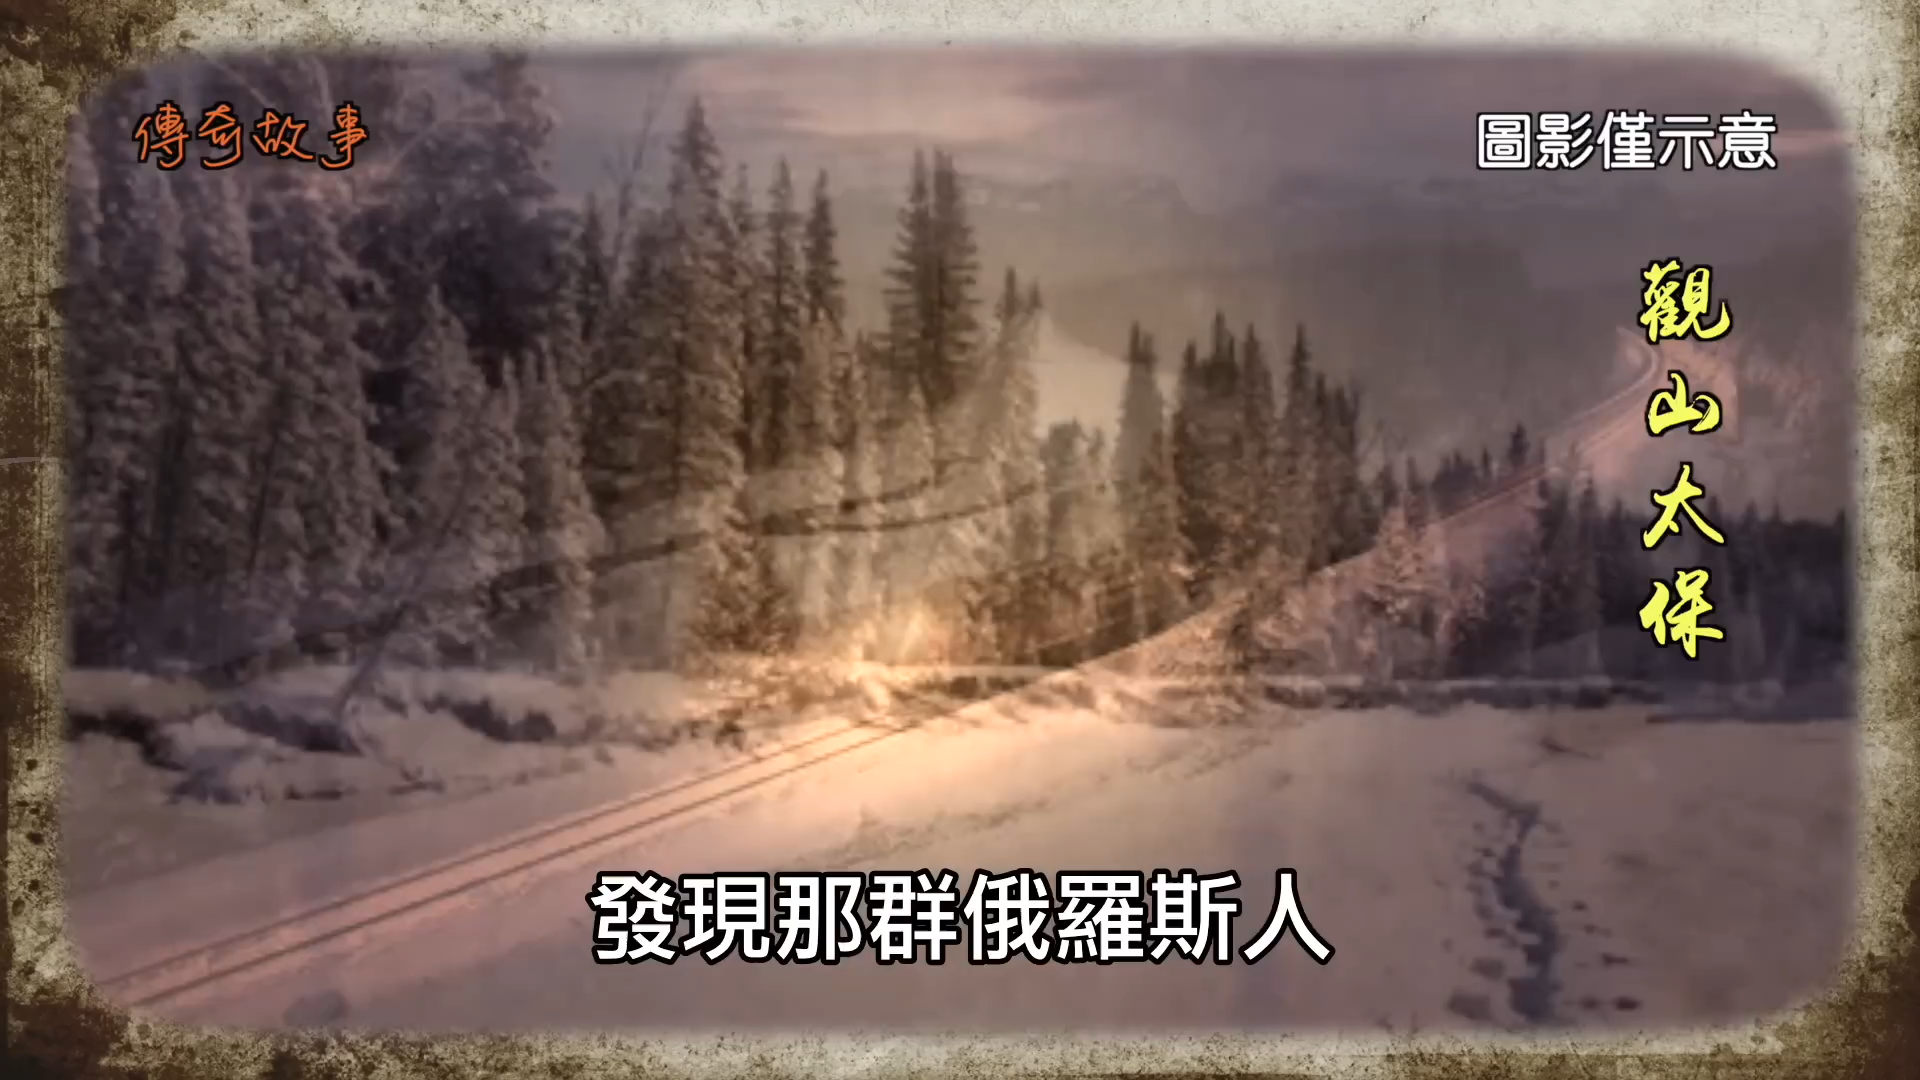 傳奇故事
圖影僅示意
觀山太保
發現那群俄羅斯人